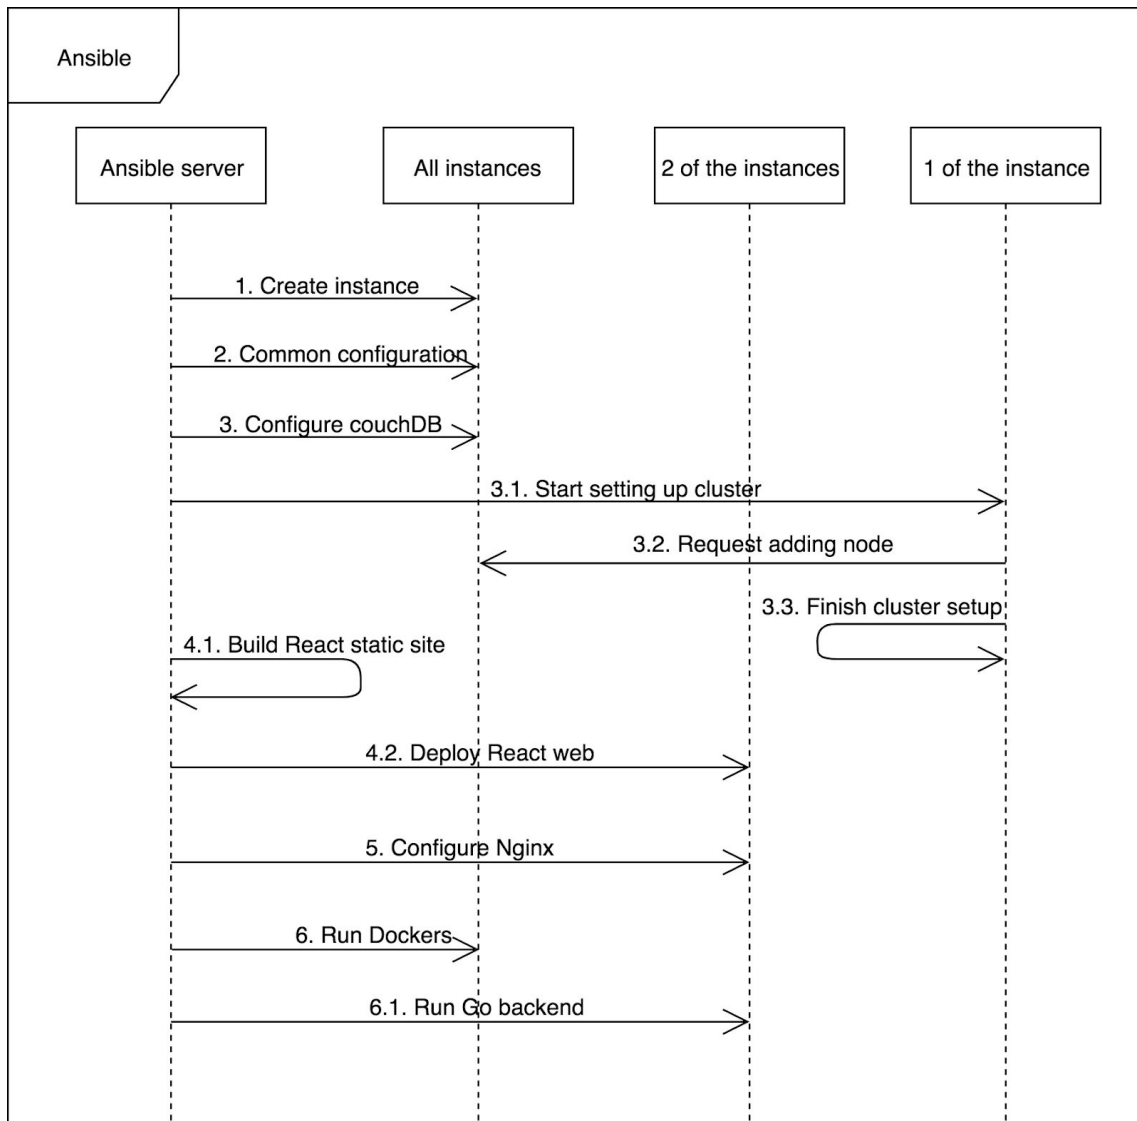 Ansible
Ansible server
All instances
2 of the instances
1 of the instance
1. Create instance
2. Common configuration
3. Configure couchDB
3.1. Start setting up cluster
3.2. Request adding node
3.3. Finish cluster setup
4.1. Build React static site
4.2. Deploy React web
5. Configure Nginx
6. Run Dockers
6.1. Run Go backend